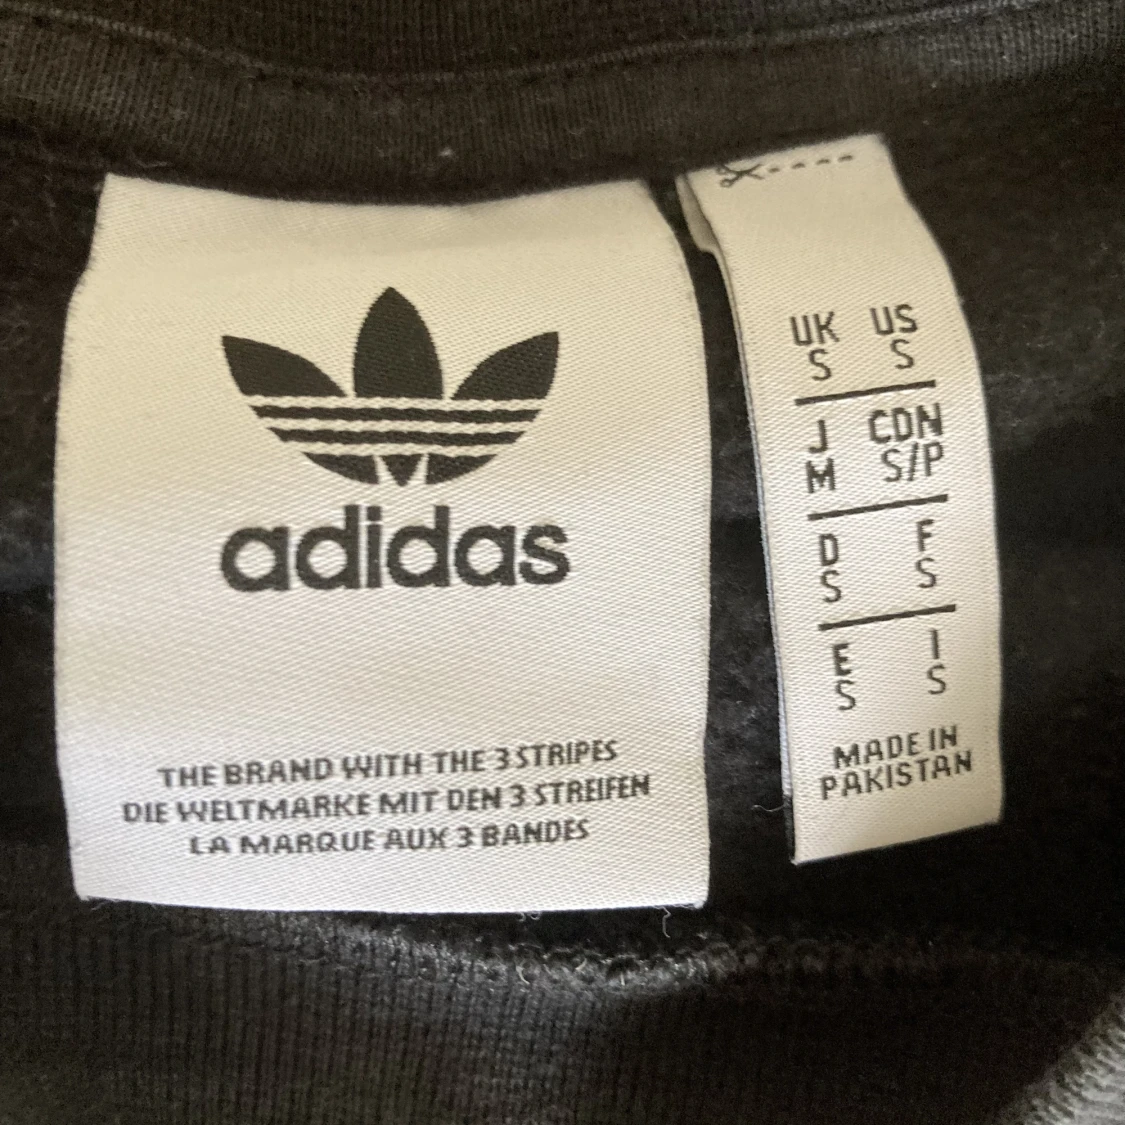 adidas
THE BRAND WITH THE 3 STRIPES
DIE WELTMARKE MIT DEN 3 STREIFEN
LA MARQUE AUX 3 BANDES
UK US
S S
J CDN
M S/P
D F
S S
E I
S S
MADE IN
PAKISTAN